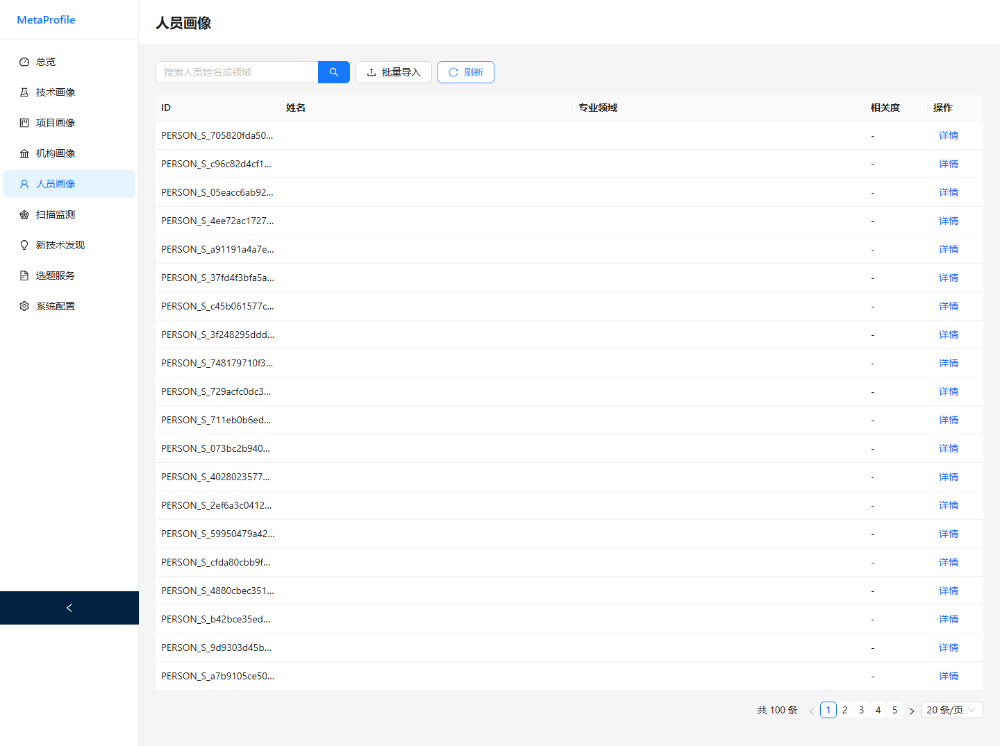 MetaProfile
人员画像
总览
技术画像
项目画像
机构画像
人员画像
扫描监测
新技术发现
选题服务
系统配置
搜索人员姓名或领域 批量导入 刷新
ID 姓名 专业领域 相关度 操作
PERSON_S_705820fda50... - 详情
PERSON_S_c96c82d4cf1... - 详情
PERSON_S_05eacc6ab92... - 详情
PERSON_S_4ee72ac1727... - 详情
PERSON_S_a91191a4a7e... - 详情
PERSON_S_37fd4f3bfa5a... - 详情
PERSON_S_c45b061577c... - 详情
PERSON_S_3f248295ddd... - 详情
PERSON_S_748179710f3... - 详情
PERSON_S_729acfc0dc3... - 详情
PERSON_S_711eb0b6ed... - 详情
PERSON_S_073bc2b940... - 详情
PERSON_S_4028023577... - 详情
PERSON_S_2ef6a3c0412... - 详情
PERSON_S_59950479a42... - 详情
PERSON_S_cfda80cbb9f... - 详情
PERSON_S_4880cbec351... - 详情
PERSON_S_b42bce35ed... - 详情
PERSON_S_9d9303d45b... - 详情
PERSON_S_a7b9105ce50... - 详情
共 100 条 < 1 2 3 4 5 > 20 条/页